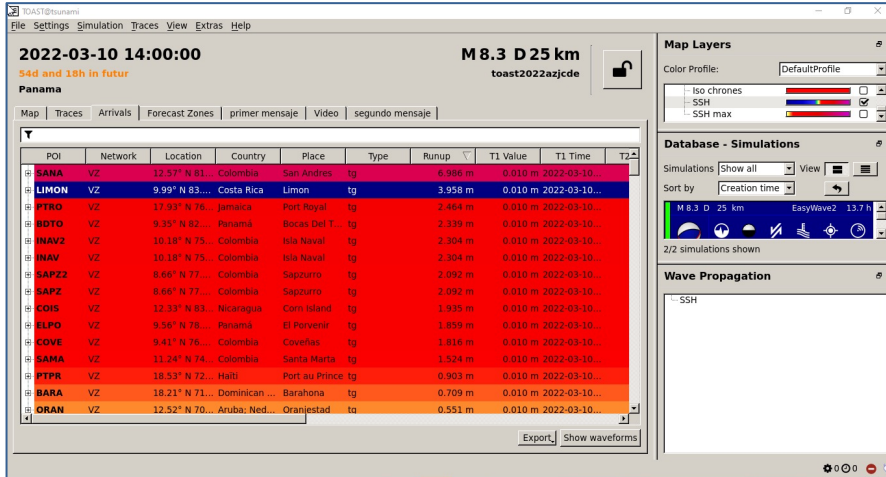 TOAST@tsunami
File Settings Simulation Traces View Extras Help
2022-03-10 14:00:00
M 8.3 D 25 km
54d and 18h in futur
toast2022azjcde
Panama
Map Traces Arrivals Forecast Zones primer mensaje Video segundo mensaje
POI Network Location Country Place Type Runup T1 Value T1 Time T2
SANA VZ 12.57° N 81... Colombia San Andres tg 6.986 m 0.010 m 2022-03-10...
LIMON VZ 9.99° N 83.... Costa Rica Limon tg 3.958 m 0.010 m 2022-03-10...
PTRO VZ 17.93° N 76... Jamaica Port Royal tg 2.464 m 0.010 m 2022-03-10...
BDTO VZ 9.35° N 82.... Panamá Bocas Del T... tg 2.339 m 0.010 m 2022-03-10...
INAV2 VZ 10.18° N 75... Colombia Isla Naval tg 2.304 m 0.010 m 2022-03-10...
INAV VZ 10.18° N 75... Colombia Isla Naval tg 2.304 m 0.010 m 2022-03-10...
SAPZ2 VZ 8.66° N 77.... Colombia Sapzurro tg 2.092 m 0.010 m 2022-03-10...
SAPZ VZ 8.66° N 77.... Colombia Sapzurro tg 2.092 m 0.010 m 2022-03-10...
COIS VZ 12.33° N 83... Nicaragua Corn Island tg 1.935 m 0.010 m 2022-03-10...
ELPO VZ 9.56° N 78.... Panamá El Porvenir tg 1.859 m 0.010 m 2022-03-10...
COVE VZ 9.41° N 76.... Colombia Coveñas tg 1.816 m 0.010 m 2022-03-10...
SAMA VZ 11.24° N 74... Colombia Santa Marta tg 1.524 m 0.010 m 2022-03-10...
PTPR VZ 18.53° N 72... Haïti Port au Prince tg 0.903 m 0.010 m 2022-03-10...
BARA VZ 18.21° N 71... Dominican ... Barahona tg 0.709 m 0.010 m 2022-03-10...
ORAN VZ 12.52° N 70... Aruba; Ned... Oranjestad tg 0.551 m 0.010 m 2022-03-10...
Export Show waveforms
Map Layers
Color Profile: DefaultProfile
Iso chrones
SSH
SSH max
Database - Simulations
Simulations Show all View
Sort by Creation time
M 8.3 D 25 km EasyWave2 13.7 h
2/2 simulations shown
Wave Propagation
SSH
0 0